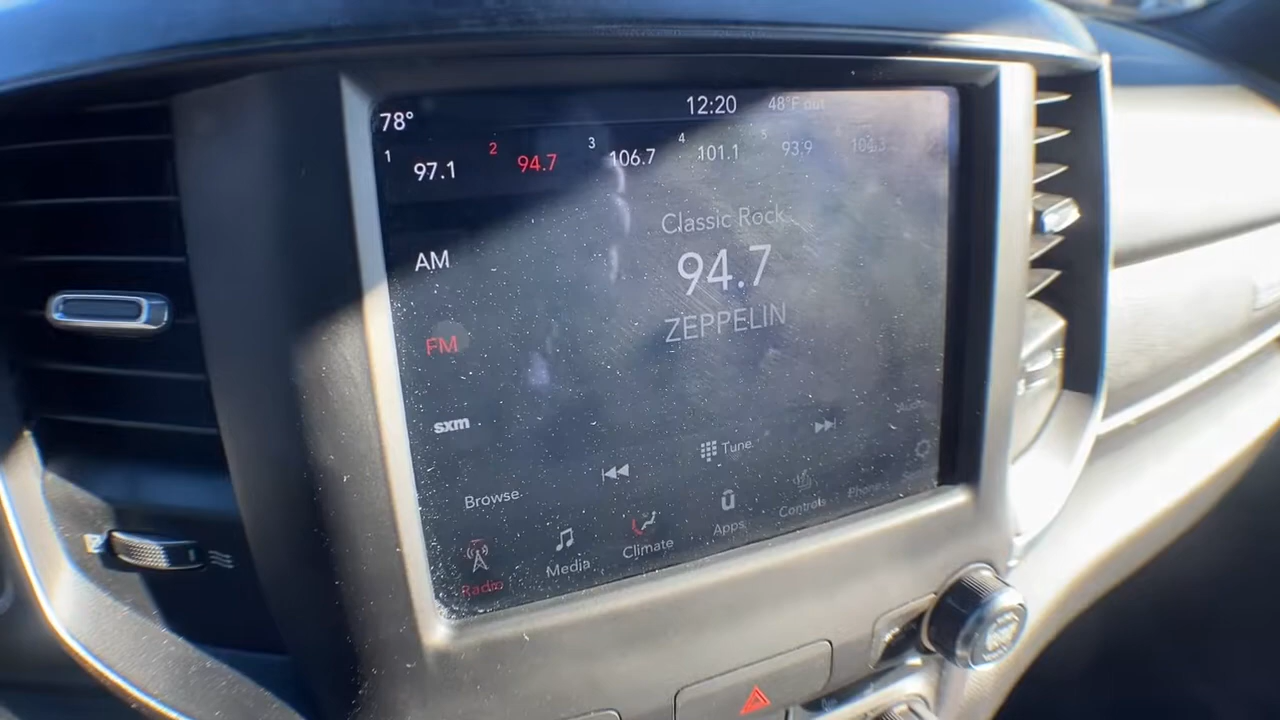 78° 12:20 48°F out
1 97.1 2 94.7 3 106.7 4 101.1 5 93.9 104.3
Classic Rock
94.7
ZEPPELIN
AM
FM
sxm
Browse
Tune
Radio Media Climate Apps Controls Phone